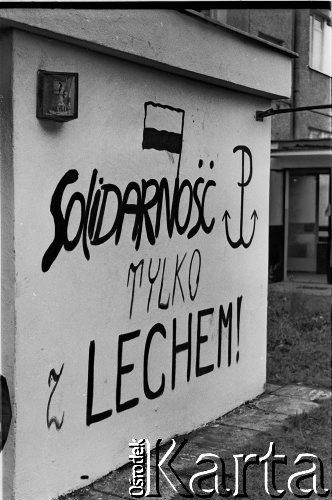 SOLIDARNOŚĆ
TYLKO
z LECHEM!
Ośrodek Karta